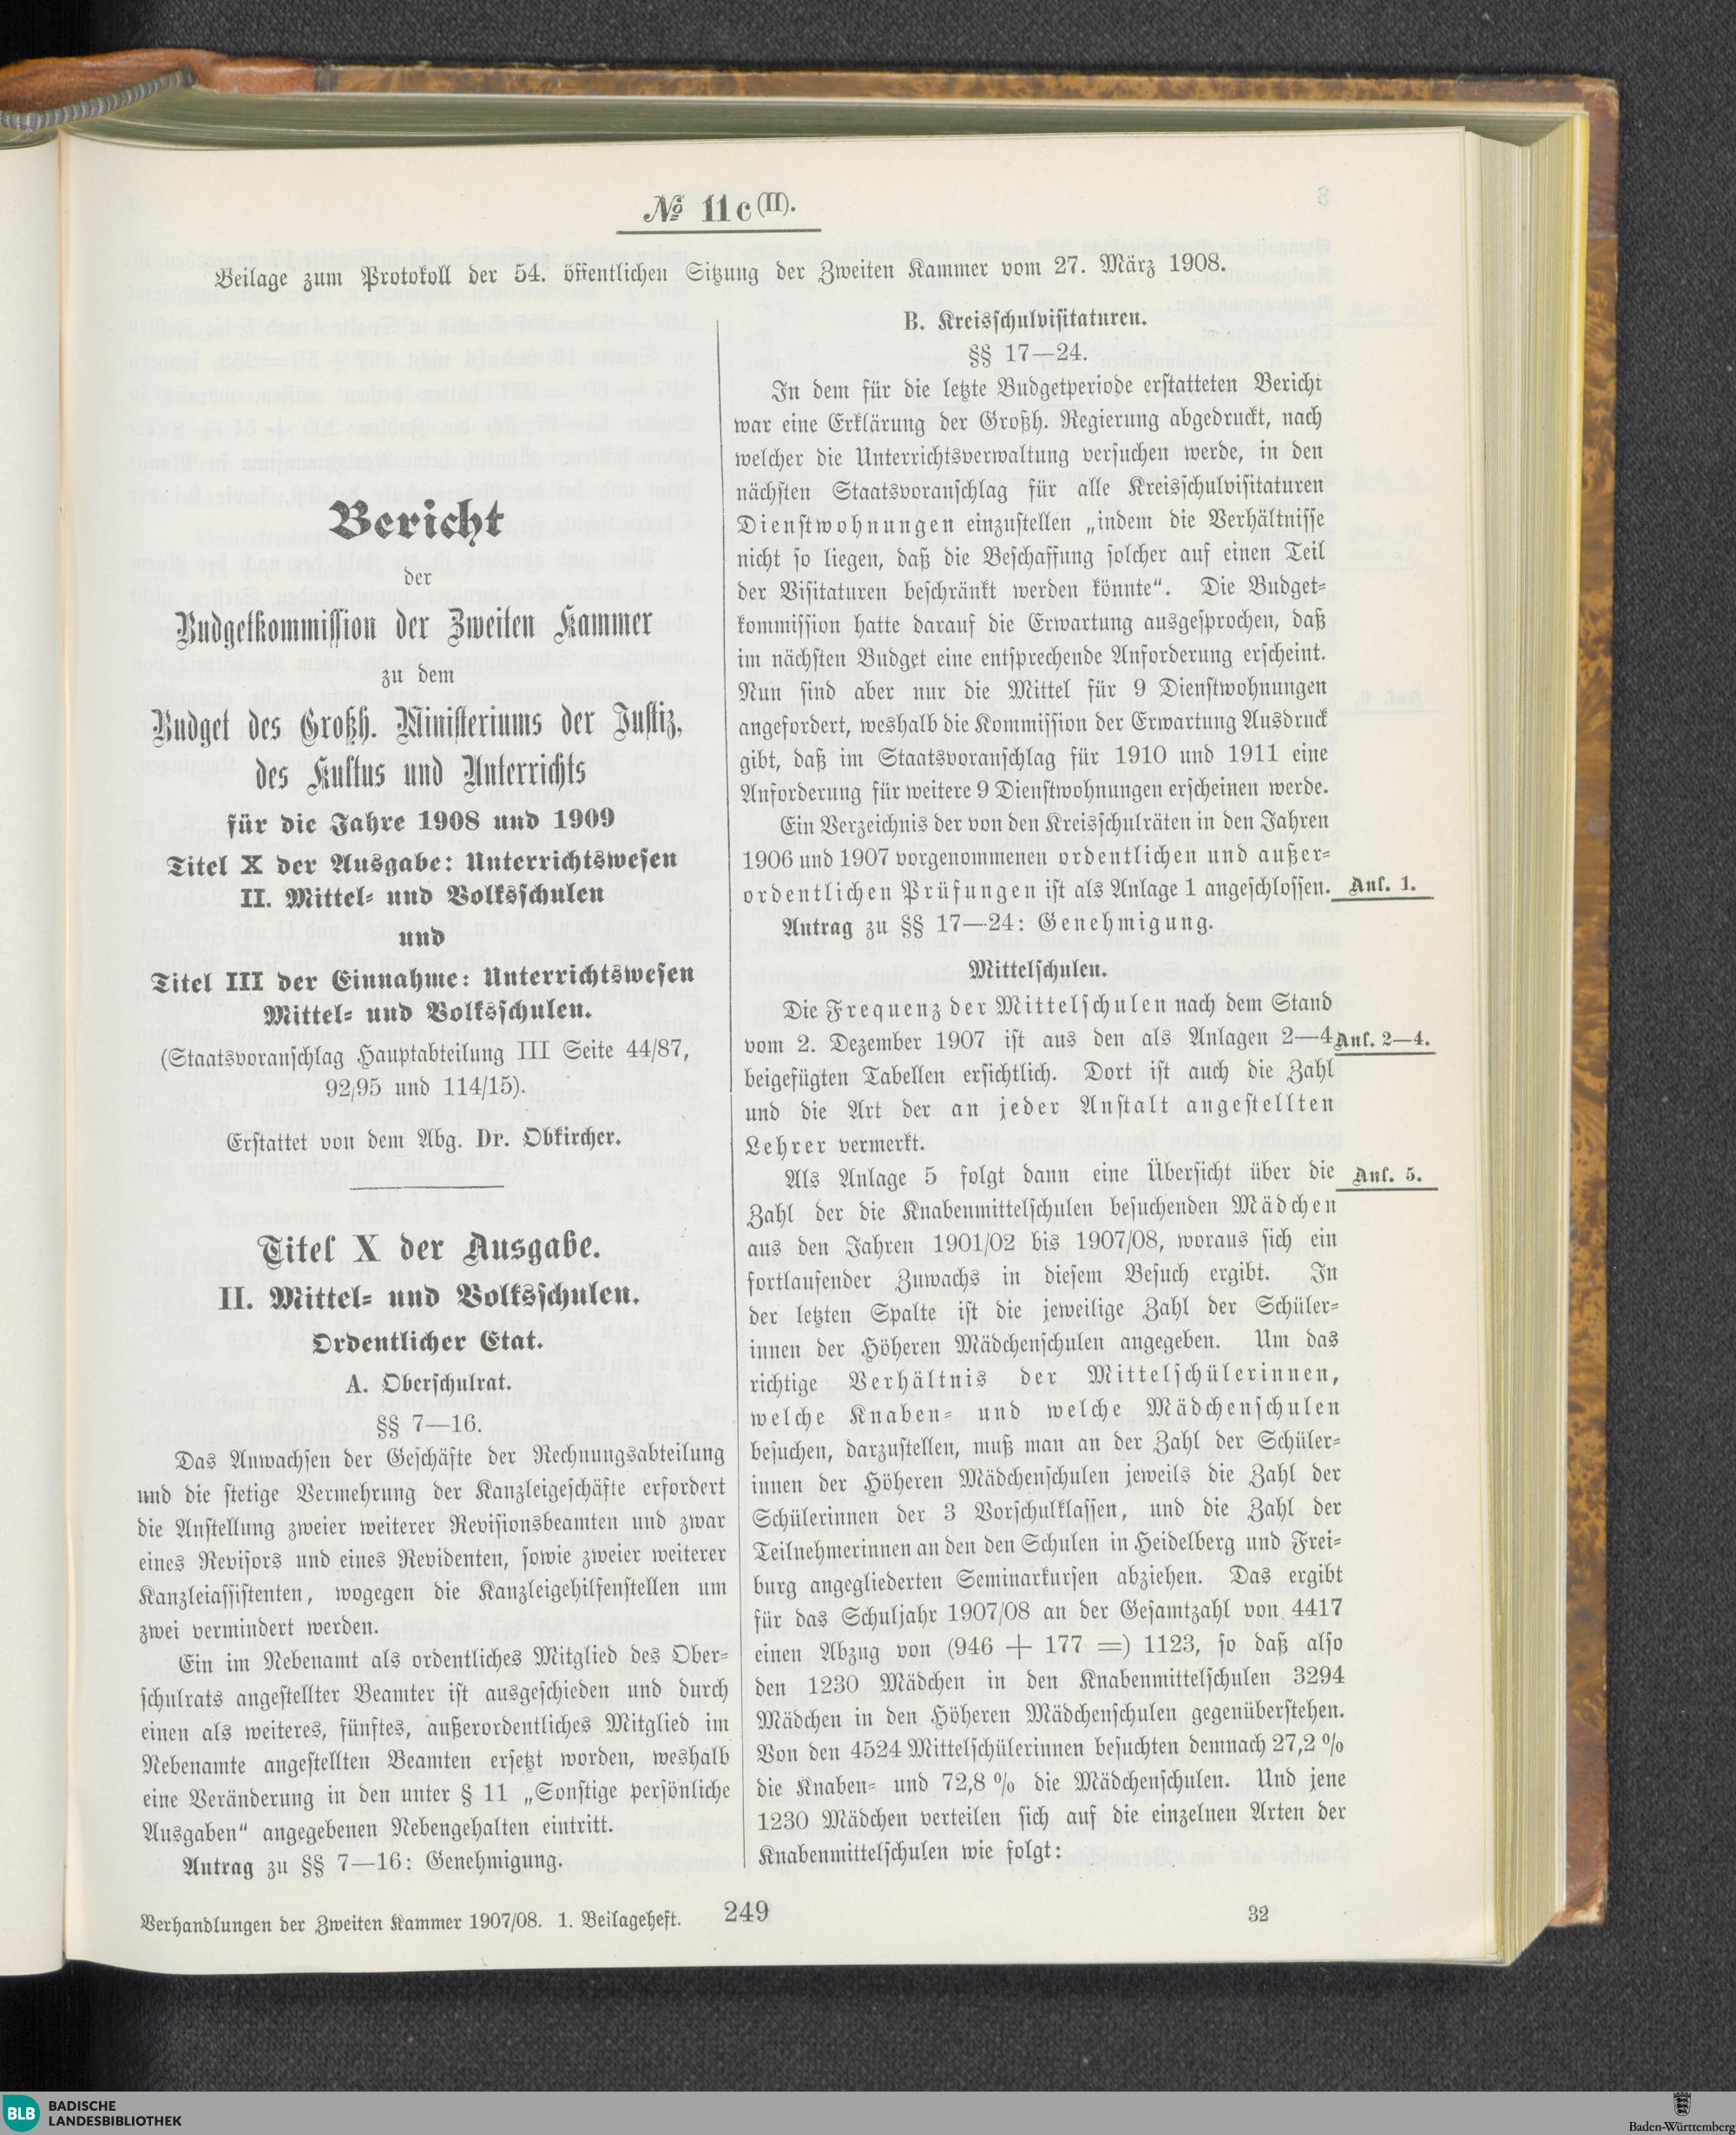 № 11c (II).
Beilage zum Protokoll der 54. öffentlichen Sitzung der Zweiten Kammer vom 27. März 1908.
Bericht
der
Budgetkommission der Zweiten Kammer
zu dem
Budget des Großh. Ministeriums der Justiz,
des Kultus und Unterrichts
für die Jahre 1908 und 1909
Titel X der Ausgabe: Unterrichtswesen
II. Mittel- und Volksschulen
und
Titel III der Einnahme: Unterrichtswesen
Mittel- und Volksschulen.
(Staatsvoranschlag Hauptabteilung III Seite 44/87,
92/95 und 114/15).
Erstattet von dem Abg. Dr. Obkircher.
Titel X der Ausgabe.
II. Mittel- und Volksschulen.
Ordentlicher Etat.
A. Oberschulrat.
§§ 7—16.
Das Anwachsen der Geschäfte der Rechnungsabteilung
und die stetige Vermehrung der Kanzleigeschäfte erfordert
die Anstellung zweier weiterer Revisionsbeamten und zwar
eines Revisors und eines Revidenten, sowie zweier weiterer
Kanzleiassistenten, wogegen die Kanzleigehilfenstellen um
zwei vermindert werden.
Ein im Nebenamt als ordentliches Mitglied des Ober-
schulrats angestellter Beamter ist ausgeschieden und durch
einen als weiteres, fünftes, außerordentliches Mitglied im
Nebenamte angestellten Beamten ersetzt worden, weshalb
eine Veränderung in den unter § 11 „Sonstige persönliche
Ausgaben“ angegebenen Nebengehalten eintritt.
Antrag zu §§ 7—16: Genehmigung.
B. Kreisschulvisitaturen.
§§ 17—24.
In dem für die letzte Budgetperiode erstatteten Bericht
war eine Erklärung der Großh. Regierung abgedruckt, nach
welcher die Unterrichtsverwaltung versuchen werde, in den
nächsten Staatsvoranschlag für alle Kreisschulvisitaturen
Dienstwohnungen einzustellen „indem die Verhältnisse
nicht so liegen, daß die Beschaffung solcher auf einen Teil
der Visitaturen beschränkt werden könnte“. Die Budget-
kommission hatte darauf die Erwartung ausgesprochen, daß
im nächsten Budget eine entsprechende Anforderung erscheint.
Nun sind aber nur die Mittel für 9 Dienstwohnungen
angefordert, weshalb die Kommission der Erwartung Ausdruck
gibt, daß im Staatsvoranschlag für 1910 und 1911 eine
Anforderung für weitere 9 Dienstwohnungen erscheinen werde.
Ein Verzeichnis der von den Kreisschulräten in den Jahren
1906 und 1907 vorgenommenen ordentlichen und außer-
ordentlichen Prüfungen ist als Anlage 1 angeschlossen.
Anl. 1.
Antrag zu §§ 17—24: Genehmigung.
Mittelschulen.
Die Frequenz der Mittelschulen nach dem Stand
vom 2. Dezember 1907 ist aus den als Anlagen 2—4
Anl. 2—4.
beigefügten Tabellen ersichtlich. Dort ist auch die Zahl
und die Art der an jeder Anstalt angestellten
Lehrer vermerkt.
Als Anlage 5 folgt dann eine Übersicht über die
Anl. 5.
Zahl der die Knabenmittelschulen besuchenden Mädchen
aus den Jahren 1901/02 bis 1907/08, woraus sich ein
fortlaufender Zuwachs in diesem Besuch ergibt. In
der letzten Spalte ist die jeweilige Zahl der Schüler-
innen der Höheren Mädchenschulen angegeben. Um das
richtige Verhältnis der Mittelschülerinnen,
welche Knaben- und welche Mädchenschulen
besuchen, darzustellen, muß man an der Zahl der Schüler-
innen der Höheren Mädchenschulen jeweils die Zahl der
Schülerinnen der 3 Vorschulklassen, und die Zahl der
Teilnehmerinnen an den den Schulen in Heidelberg und Frei-
burg angegliederten Seminarkursen abziehen. Das ergibt
für das Schuljahr 1907/08 an der Gesamtzahl von 4417
einen Abzug von (946 + 177 =) 1123, so daß also
den 1230 Mädchen in den Knabenmittelschulen 3294
Mädchen in den Höheren Mädchenschulen gegenüberstehen.
Von den 4524 Mittelschülerinnen besuchten demnach 27,2 %
die Knaben- und 72,8 % die Mädchenschulen. Und jene
1230 Mädchen verteilen sich auf die einzelnen Arten der
Knabenmittelschulen wie folgt:
Verhandlungen der Zweiten Kammer 1907/08. 1. Beilageheft.
249
32
BLB BADISCHE
LANDESBIBLIOTHEK
Baden-Württemberg